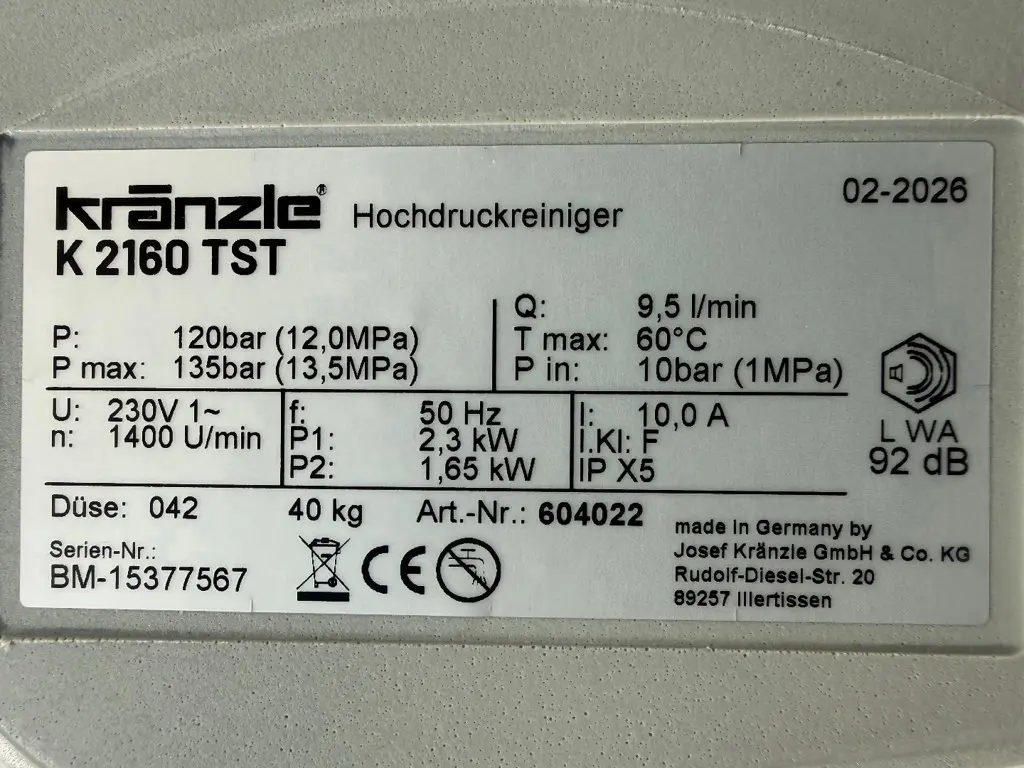 kränzle® Hochdruckreiniger 02-2026
K 2160 TST
P: 120bar (12,0MPa)
P max: 135bar (13,5MPa)
Q: 9,5 l/min
T max: 60°C
P in: 10bar (1MPa)
U: 230V 1~
n: 1400 U/min
f: 50 Hz
P1: 2,3 kW
P2: 1,65 kW
I: 10,0 A
I.Kl: F
IP X5
L WA
92 dB
Düse: 042 40 kg Art.-Nr.: 604022
Serien-Nr.:
BM-15377567
CE
made in Germany by
Josef Kränzle GmbH & Co. KG
Rudolf-Diesel-Str. 20
89257 Illertissen